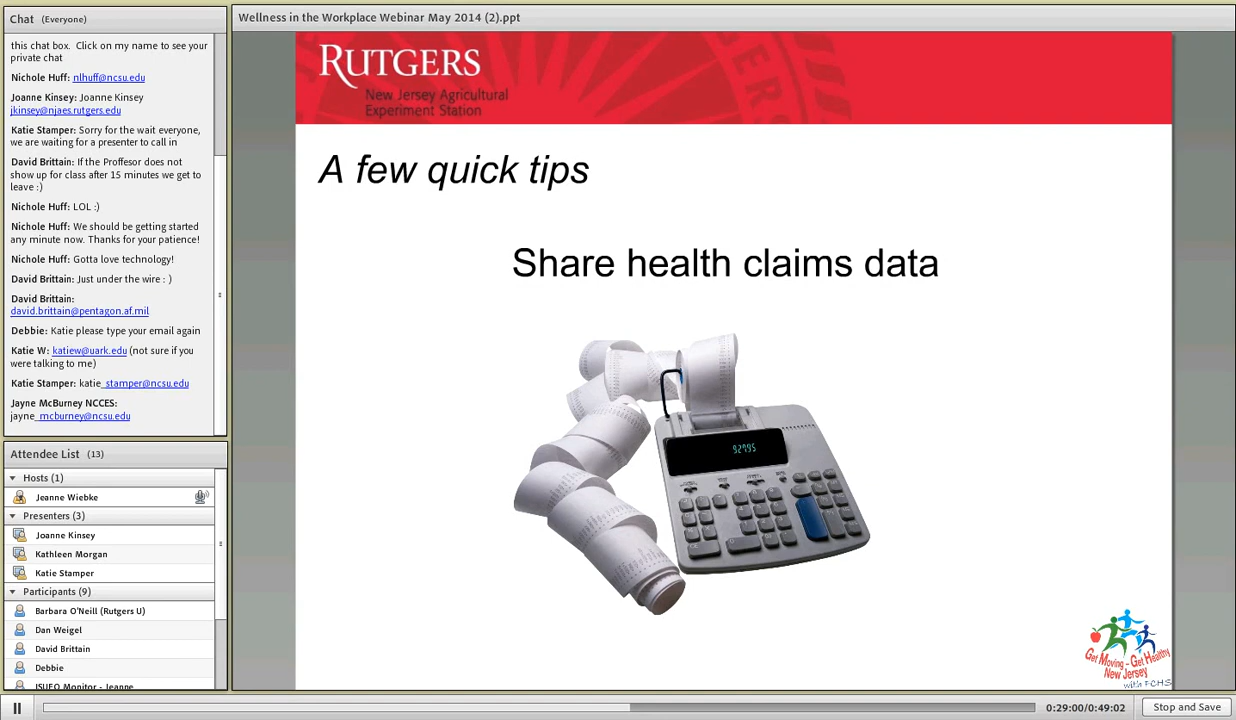 Chat (Everyone)
this chat box. Click on my name to see your
private chat
Nichole Huff: nlhuff@ncsu.edu
Joanne Kinsey: Joanne Kinsey
jkinsey@njaes.rutgers.edu
Katie Stamper: Sorry for the wait everyone,
we are waiting for a presenter to call in
David Brittain: If the Proffesor does not
show up for class after 15 minutes we get to
leave :)
Nichole Huff: LOL :)
Nichole Huff: We should be getting started
any minute now. Thanks for your patience!
Nichole Huff: Gotta love technology!
David Brittain: Just under the wire : )
David Brittain:
david.brittain@pentagon.af.mil
Debbie: Katie please type your email again
Katie W: katiew@uark.edu (not sure if you
were talking to me)
Katie Stamper: katie_stamper@ncsu.edu
Jayne McBurney NCCES:
jayne_mcburney@ncsu.edu
Attendee List (13)
Hosts (1)
Jeanne Wiebke
Presenters (3)
Joanne Kinsey
Kathleen Morgan
Katie Stamper
Participants (9)
Barbara O'Neill (Rutgers U)
Dan Weigel
David Brittain
Debbie
ISUEO Monitor - Jeanne
Wellness in the Workplace Webinar May 2014 (2).ppt
RUTGERS
New Jersey Agricultural
Experiment Station
A few quick tips
Share health claims data
Get Moving - Get Healthy
New Jersey
with FCHS
0:29:00/0:49:02
Stop and Save